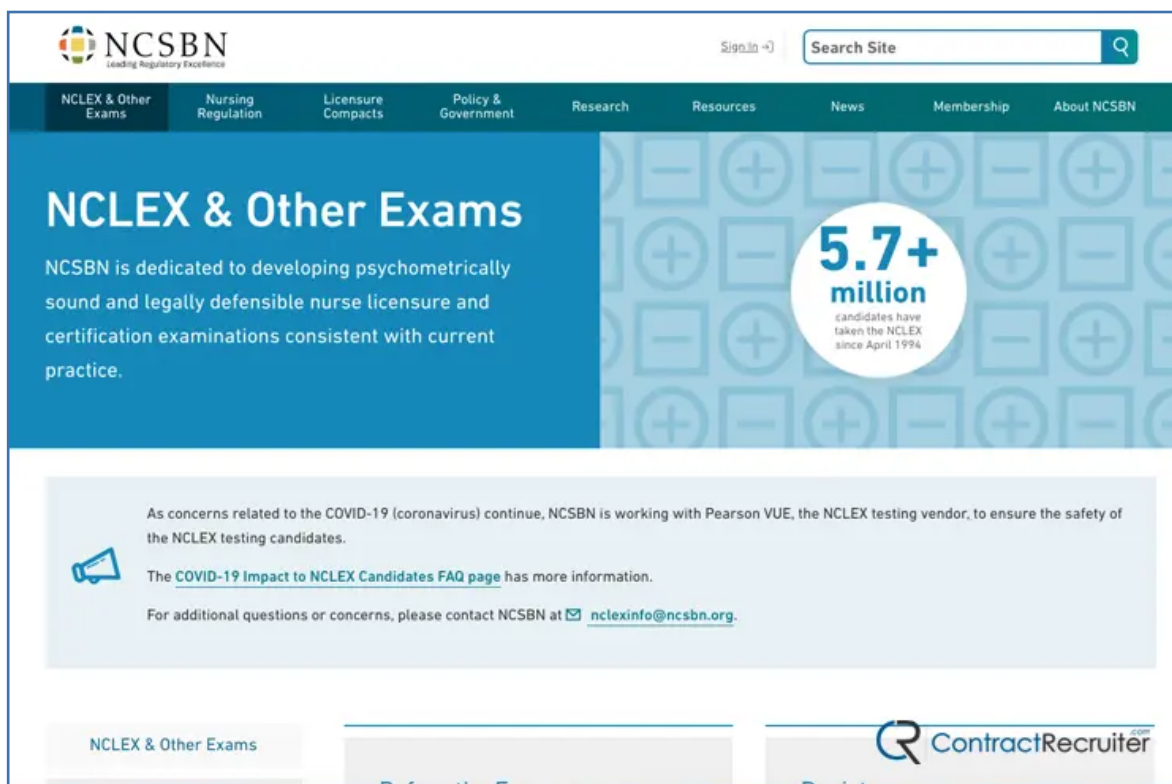 NCSBN
Leading Regulatory Excellence
Sign In
Search Site
NCLEX & Other
Exams
Nursing
Regulation
Licensure
Compacts
Policy &
Government
Research
Resources
News
Membership
About NCSBN
NCLEX & Other Exams
NCSBN is dedicated to developing psychometrically
sound and legally defensible nurse licensure and
certification examinations consistent with current
practice.
5.7+
million
candidates have
taken the NCLEX
since April 1994
As concerns related to the COVID-19 (coronavirus) continue, NCSBN is working with Pearson VUE, the NCLEX testing vendor, to ensure the safety of
the NCLEX testing candidates.
The COVID-19 Impact to NCLEX Candidates FAQ page has more information.
For additional questions or concerns, please contact NCSBN at nclexinfo@ncsbn.org.
NCLEX & Other Exams
CR ContractRecruiter.com